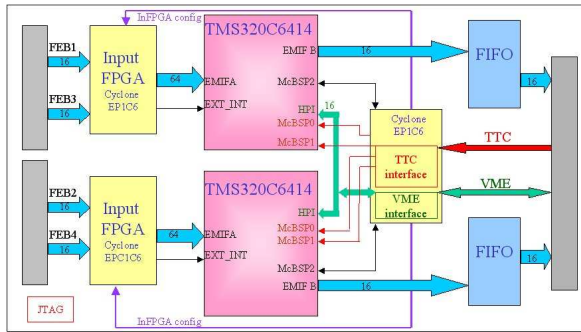 InFPGA config
TMS320C6414
FEB1
16
FEB3
16
Input
FPGA
Cyclone
EP1C6
64
EMIFA
EXT_INT
EMIF B
16
McBSP2
HPI
16
McBSP0
McBSP1
FIFO
16
Cyclone
EP1C6
TTC
interface
VME
interface
TTC
VME
FEB2
16
FEB4
16
Input
FPGA
Cyclone
EPC1C6
64
TMS320C6414
HPI
McBSP0
McBSP1
EMIFA
EXT_INT
McBSP2
EMIF B
16
FIFO
16
JTAG
InFPGA config